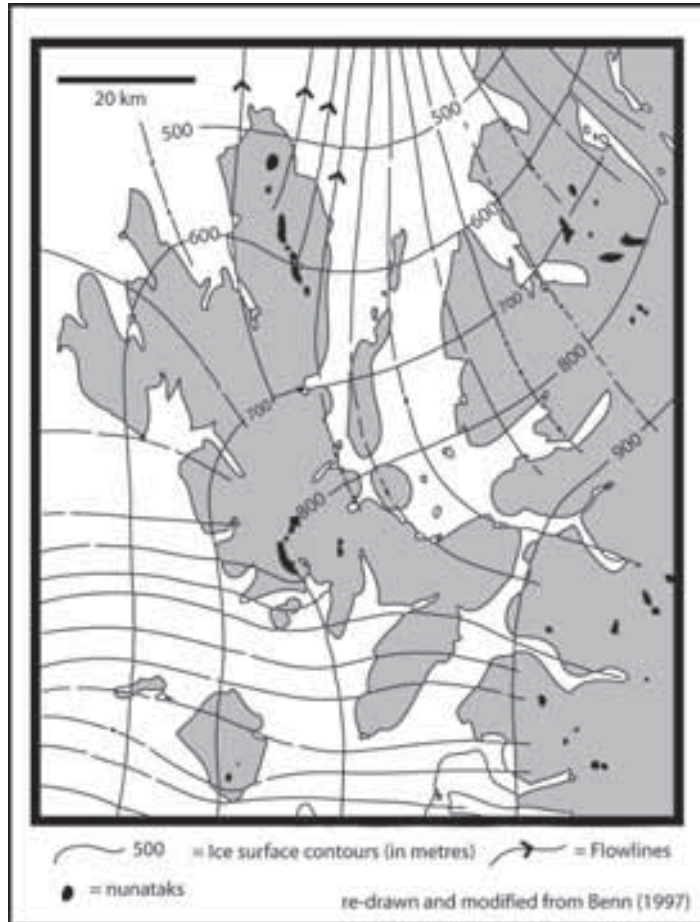 20 km
500
500
600
600
700
800
700
900
800
500 = Ice surface contours (in metres)
= Flowlines
= nunataks
re-drawn and modified from Benn (1997)